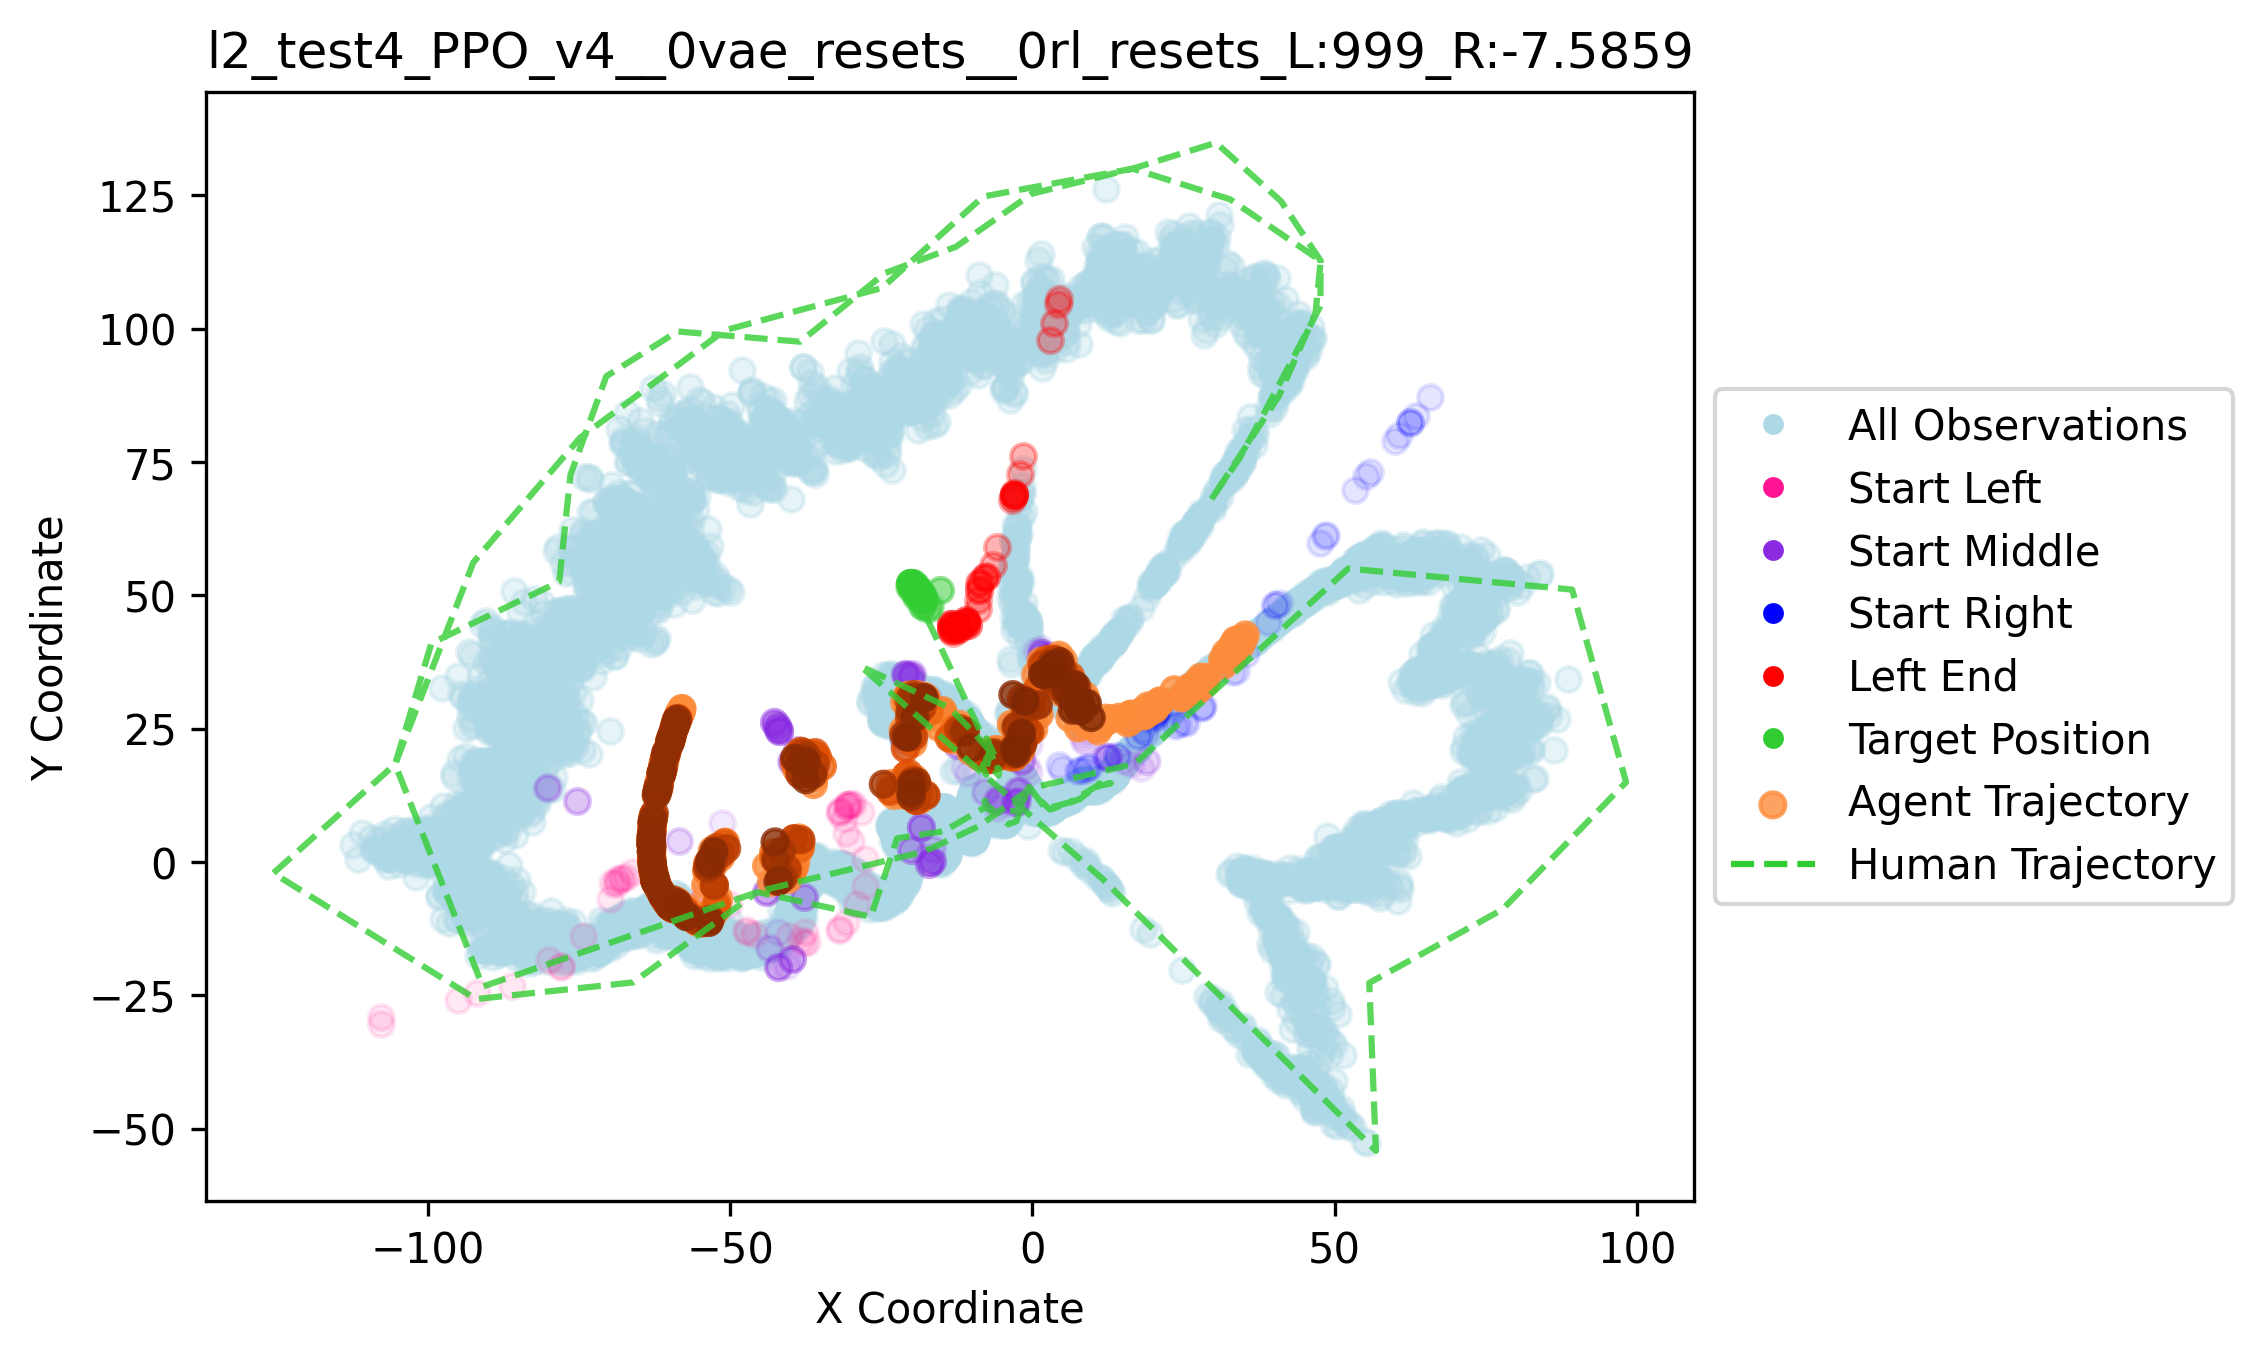 l2_test4_PPO_v4__0vae_resets__0rl_resets_L:999_R:-7.5859
125
100
75
50
25
0
−25
−50
Y Coordinate
−100
−50
0
50
100
X Coordinate
All Observations
Start Left
Start Middle
Start Right
Left End
Target Position
Agent Trajectory
Human Trajectory